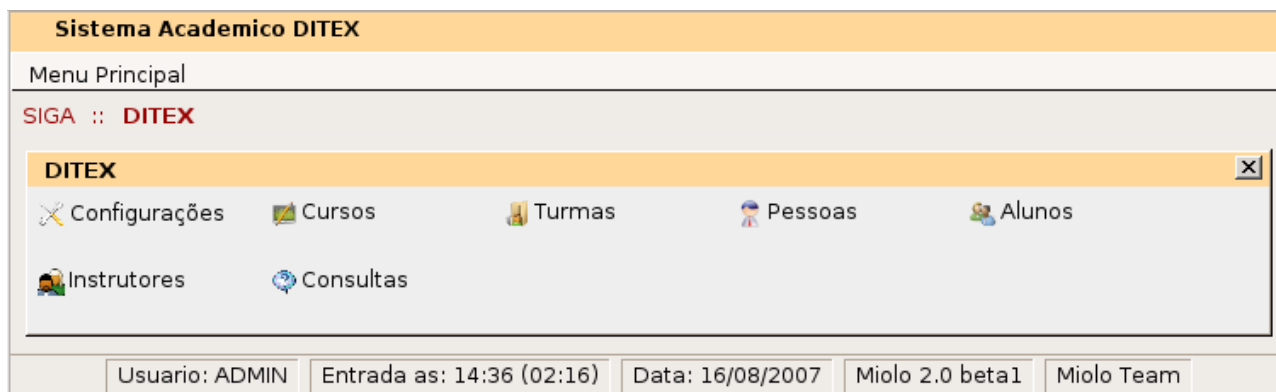 Sistema Academico DITEX
Menu Principal
SIGA :: DITEX
DITEX
Configurações Cursos Turmas Pessoas Alunos
Instrutores Consultas
Usuario: ADMIN Entrada as: 14:36 (02:16) Data: 16/08/2007 Miolo 2.0 beta1 Miolo Team